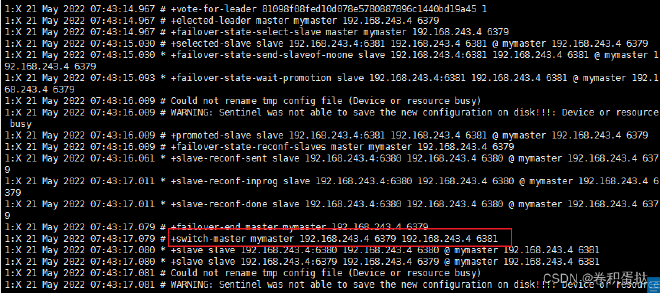 1:X 21 May 2022 07:43:14.967 # +vote-for-leader 81098f08fed10d078e5780887896c1440bd19a45 1
1:X 21 May 2022 07:43:14.967 # +elected-leader master mymaster 192.168.243.4 6379
1:X 21 May 2022 07:43:14.967 # +failover-state-select-slave master mymaster 192.168.243.4 6379
1:X 21 May 2022 07:43:15.030 # +selected-slave slave 192.168.243.4:6381 192.168.243.4 6381 @ mymaster 192.168.243.4 6379
1:X 21 May 2022 07:43:15.030 * +failover-state-send-slaveof-noone slave 192.168.243.4:6381 192.168.243.4 6381 @ mymaster 1
92.168.243.4 6379
1:X 21 May 2022 07:43:15.093 * +failover-state-wait-promotion slave 192.168.243.4:6381 192.168.243.4 6381 @ mymaster 192.1
68.243.4 6379
1:X 21 May 2022 07:43:16.009 # Could not rename tmp config file (Device or resource busy)
1:X 21 May 2022 07:43:16.009 # WARNING: Sentinel was not able to save the new configuration on disk!!!: Device or resource
busy
1:X 21 May 2022 07:43:16.009 # +promoted-slave slave 192.168.243.4:6381 192.168.243.4 6381 @ mymaster 192.168.243.4 6379
1:X 21 May 2022 07:43:16.009 # +failover-state-reconf-slaves master mymaster 192.168.243.4 6379
1:X 21 May 2022 07:43:16.061 * +slave-reconf-sent slave 192.168.243.4:6380 192.168.243.4 6380 @ mymaster 192.168.243.4 637
9
1:X 21 May 2022 07:43:17.011 * +slave-reconf-inprog slave 192.168.243.4:6380 192.168.243.4 6380 @ mymaster 192.168.243.4 6
379
1:X 21 May 2022 07:43:17.011 * +slave-reconf-done slave 192.168.243.4:6380 192.168.243.4 6380 @ mymaster 192.168.243.4 637
9
1:X 21 May 2022 07:43:17.079 # +failover-end master mymaster 192.168.243.4 6379
1:X 21 May 2022 07:43:17.079 # +switch-master mymaster 192.168.243.4 6379 192.168.243.4 6381
1:X 21 May 2022 07:43:17.080 * +slave slave 192.168.243.4:6380 192.168.243.4 6380 @ mymaster 192.168.243.4 6381
1:X 21 May 2022 07:43:17.080 * +slave slave 192.168.243.4:6379 192.168.243.4 6379 @ mymaster 192.168.243.4 6381
1:X 21 May 2022 07:43:17.081 # Could not rename tmp config file (Device or resource busy)
1:X 21 May 2022 07:43:17.081 # WARNING: Sentinel was not able to save the new configuration on disk!!!: Device or resource
CSDN @卷积蛋挞